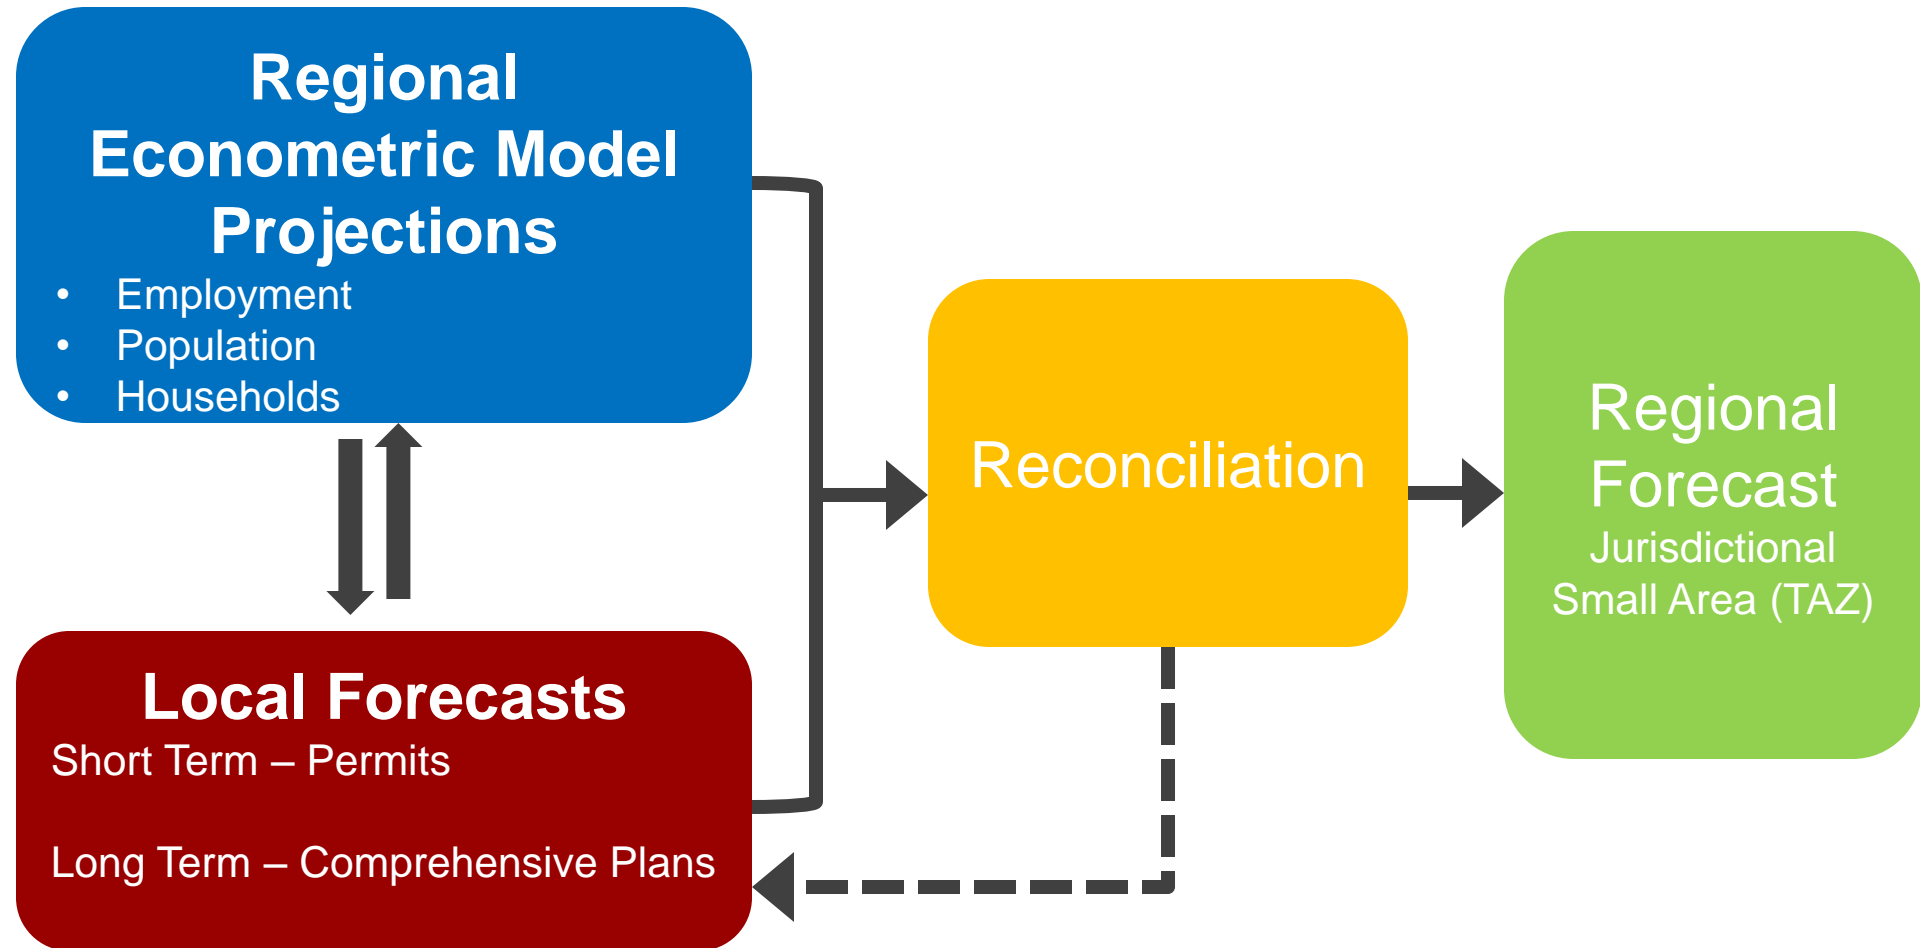 Regional
Econometric Model
Projections
• Employment
• Population
• Households
Local Forecasts
Short Term – Permits
Long Term – Comprehensive Plans
Reconciliation
Regional
Forecast
Jurisdictional
Small Area (TAZ)